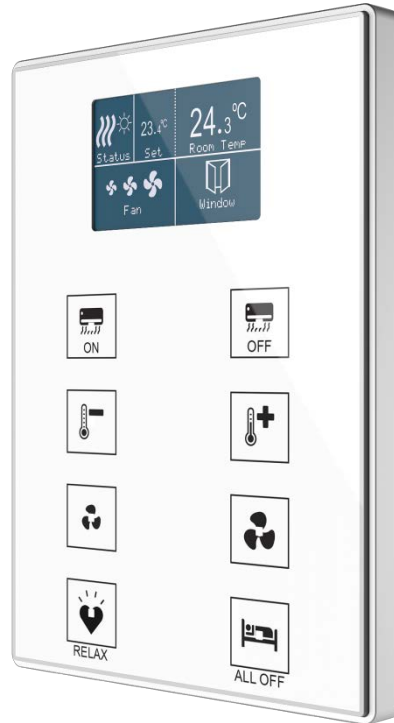 23.4°C
24.3°C
Status
Set
Room Temp
Fan
Window
ON
OFF
RELAX
ALL OFF